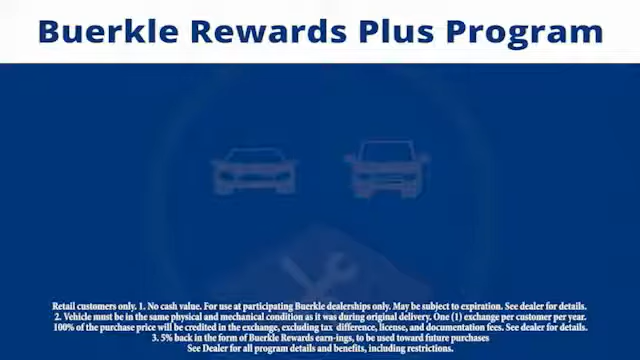 Buerkle Rewards Plus Program
Retail customers only. 1. No cash value. For use at participating Buerkle dealerships only. May be subject to expiration. See dealer for details.
2. Vehicle must be in the same physical and mechanical condition as it was during original delivery. One (1) exchange per customer per year.
100% of the purchase price will be credited in the exchange, excluding tax difference, license, and documentation fees. See dealer for details.
3. 5% back in the form of Buerkle Rewards earn-ings, to be used toward future purchases
See Dealer for all program details and benefits, including restrictions.